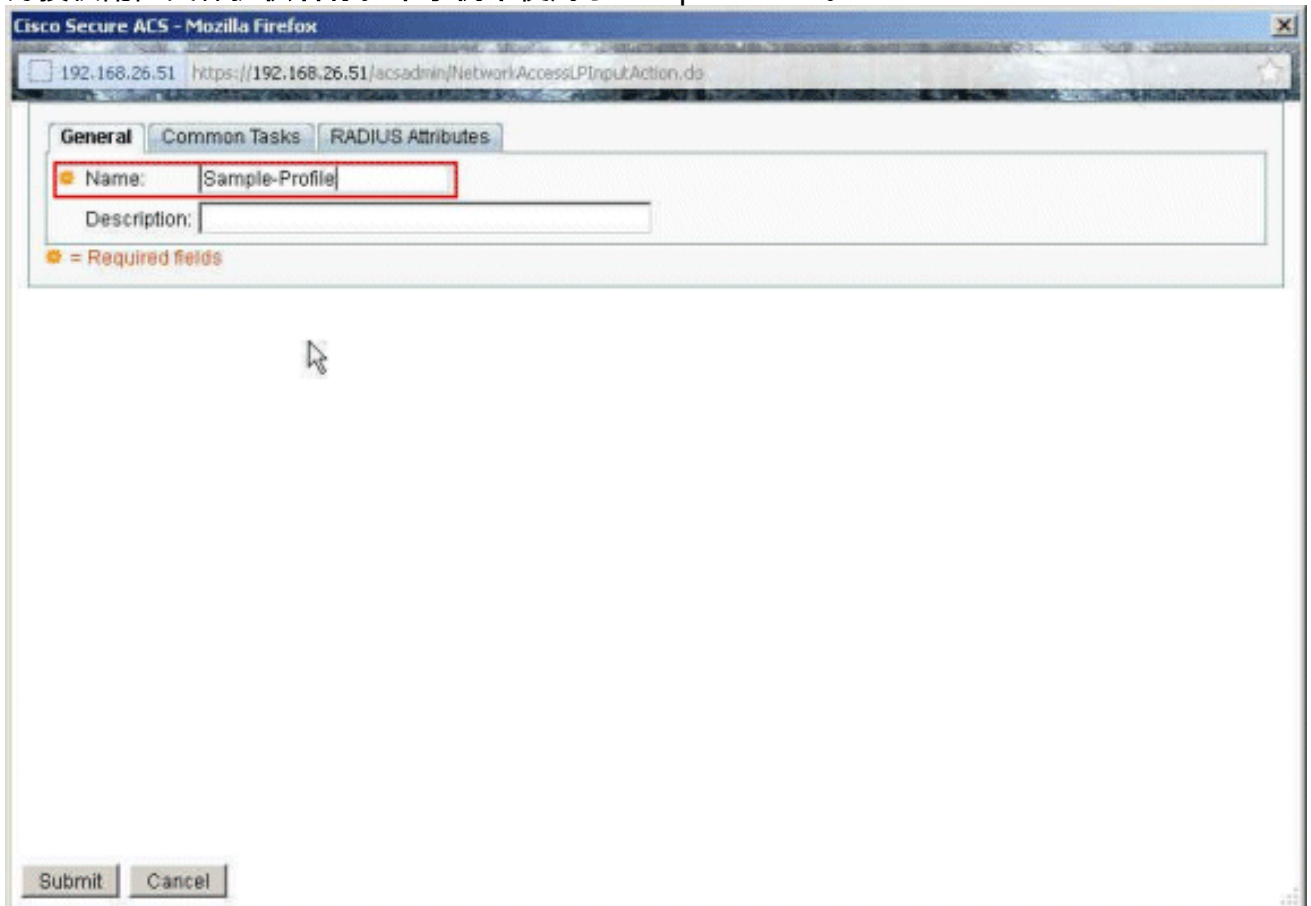 Cisco Secure ACS - Mozilla Firefox
192.168.26.51 https://192.168.26.51/acsadmin/NetworkAccessLPInputAction.do
General Common Tasks RADIUS Attributes
Name: Sample-Profile
Description:
= Required fields
Submit Cancel